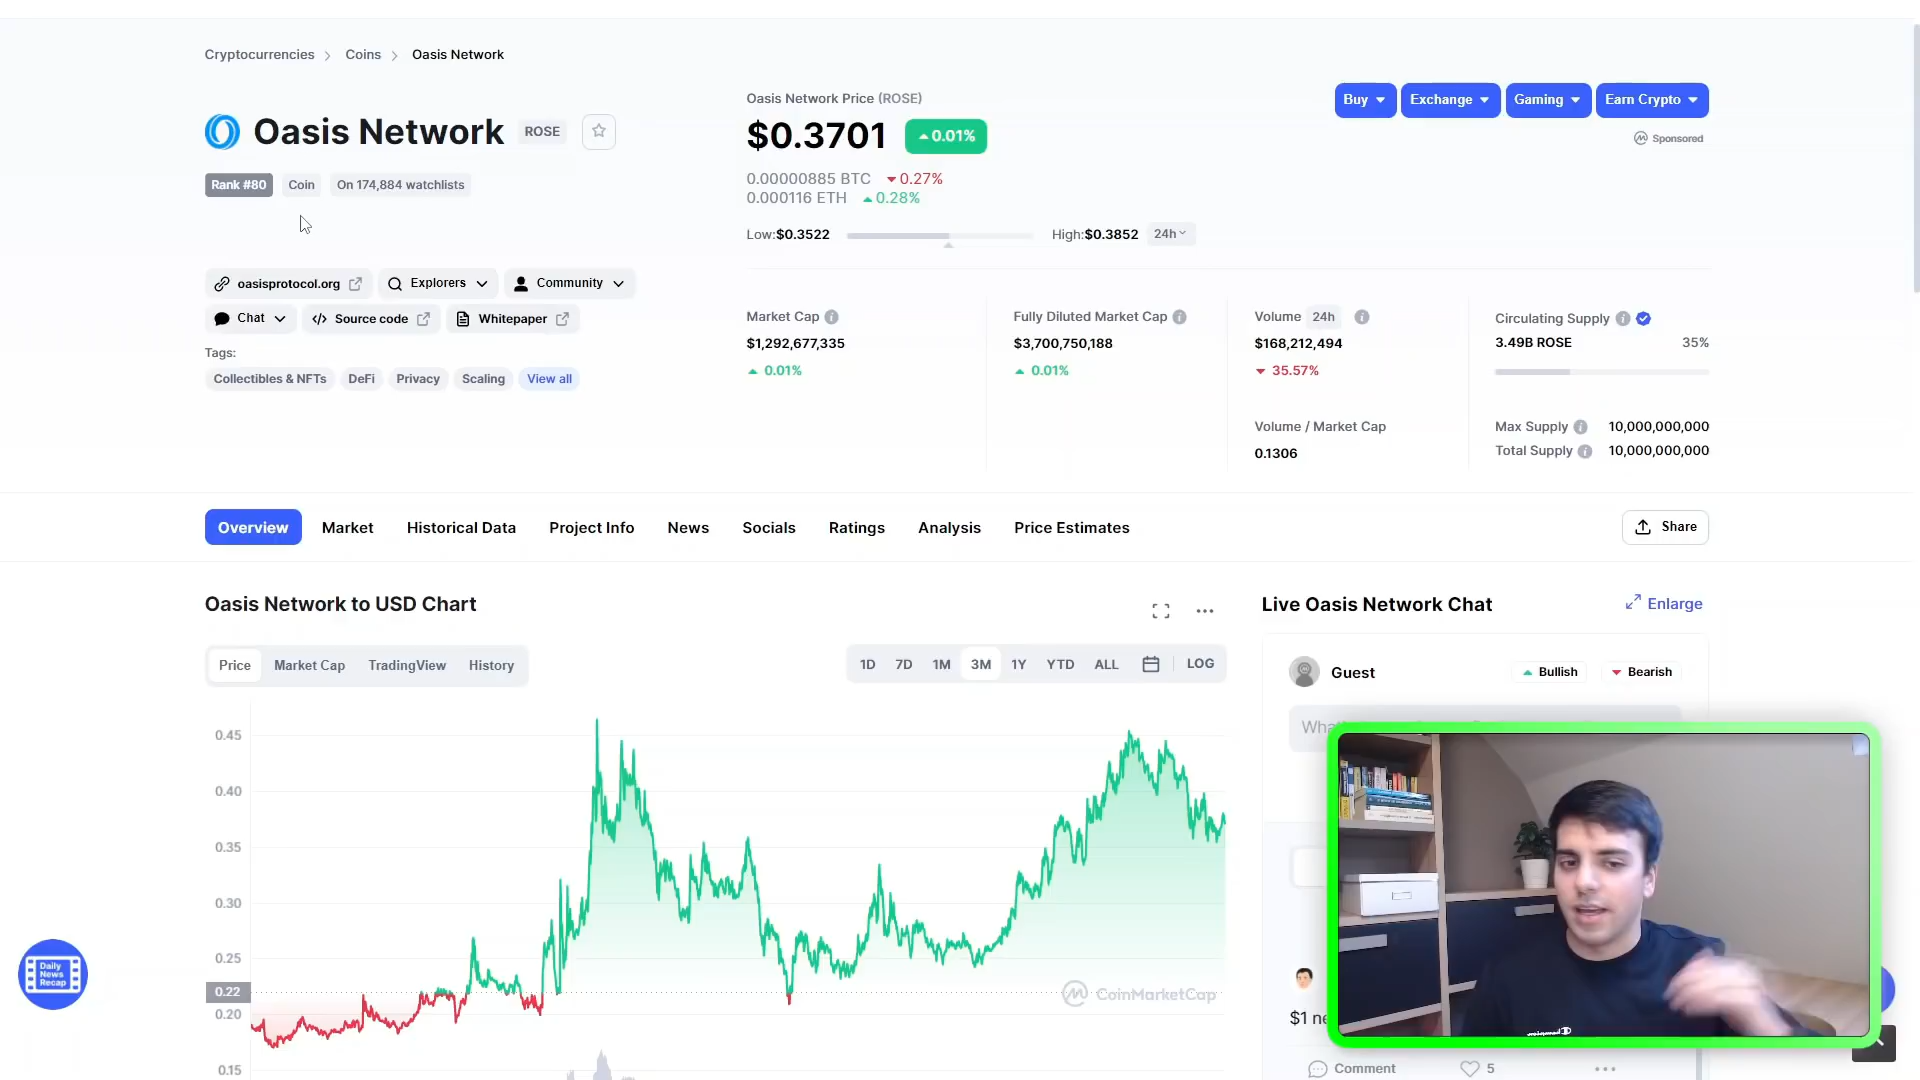 Cryptocurrencies
Coins
Oasis Network
Oasis Network ROSE
Rank #80 Coin On 174,884 watchlists
oasisprotocol.org Explorers Community
Chat Source code Whitepaper
Tags:
Collectibles & NFTs DeFi Privacy Scaling View all
Oasis Network Price (ROSE)
$0.3701 0.01%
0.00000885 BTC 0.27%
0.000116 ETH 0.28%
Low:$0.3522 High:$0.3852 24h
Buy Exchange Gaming Earn Crypto
Sponsored
Market Cap
$1,292,677,335
0.01%
Fully Diluted Market Cap
$3,700,750,188
0.01%
Volume 24h
$168,212,494
35.57%
Volume / Market Cap
0.1306
Circulating Supply
3.49B ROSE 35%
Max Supply 10,000,000,000
Total Supply 10,000,000,000
Overview Market Historical Data Project Info News Socials Ratings Analysis Price Estimates
Share
Oasis Network to USD Chart
Price Market Cap TradingView History
1D 7D 1M 3M 1Y YTD ALL LOG
0.45
0.40
0.35
0.30
0.25
0.22
0.20
0.15
CoinMarketCap
Daily
News
Recap
Live Oasis Network Chat
Enlarge
Guest
Bullish Bearish
$1
Comment 5